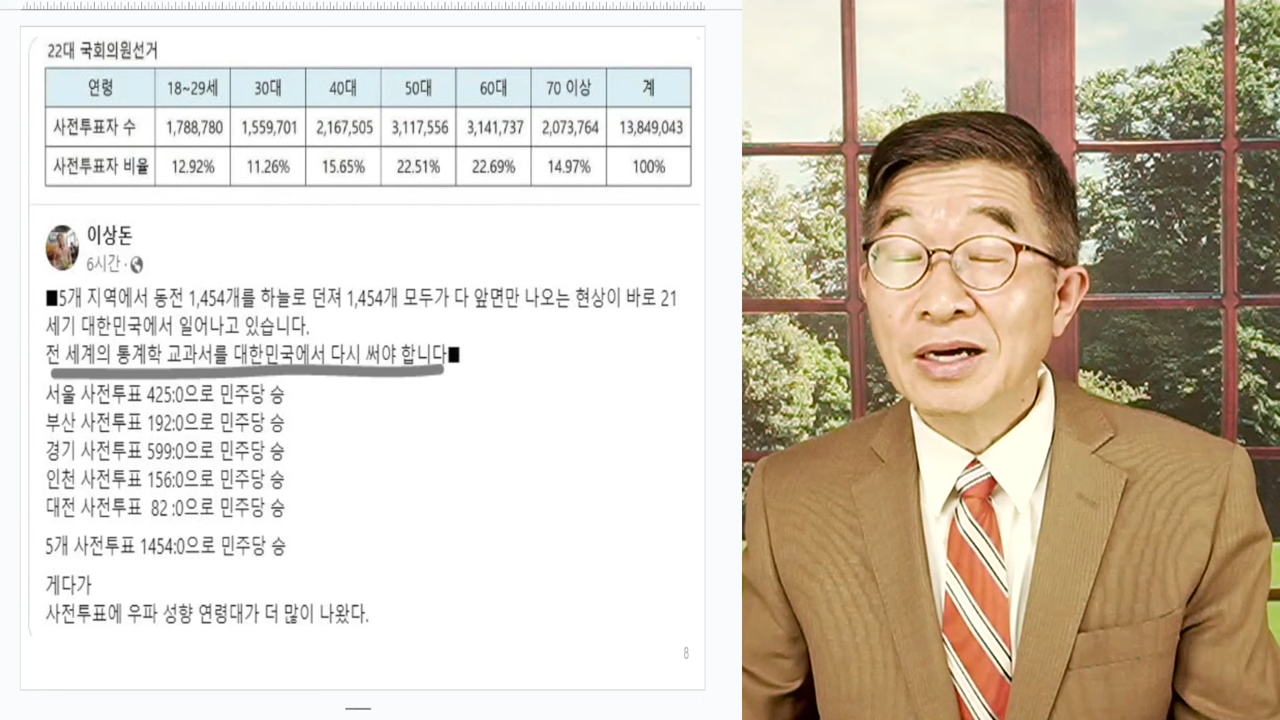 22대 국회의원선거
연령 18~29세 30대 40대 50대 60대 70 이상 계
사전투표자 수 1,788,780 1,559,701 2,167,505 3,117,556 3,141,737 2,073,764 13,849,043
사전투표자 비율 12.92% 11.26% 15.65% 22.51% 22.69% 14.97% 100%
이상돈
6시간 ·
■5개 지역에서 동전 1,454개를 하늘로 던져 1,454개 모두가 다 앞면만 나오는 현상이 바로 21
세기 대한민국에서 일어나고 있습니다.
전 세계의 통계학 교과서를 대한민국에서 다시 써야 합니다■
서울 사전투표 425:0으로 민주당 승
부산 사전투표 192:0으로 민주당 승
경기 사전투표 599:0으로 민주당 승
인천 사전투표 156:0으로 민주당 승
대전 사전투표 82 :0으로 민주당 승
5개 사전투표 1454:0으로 민주당 승
게다가
사전투표에 우파 성향 연령대가 더 많이 나왔다.
8